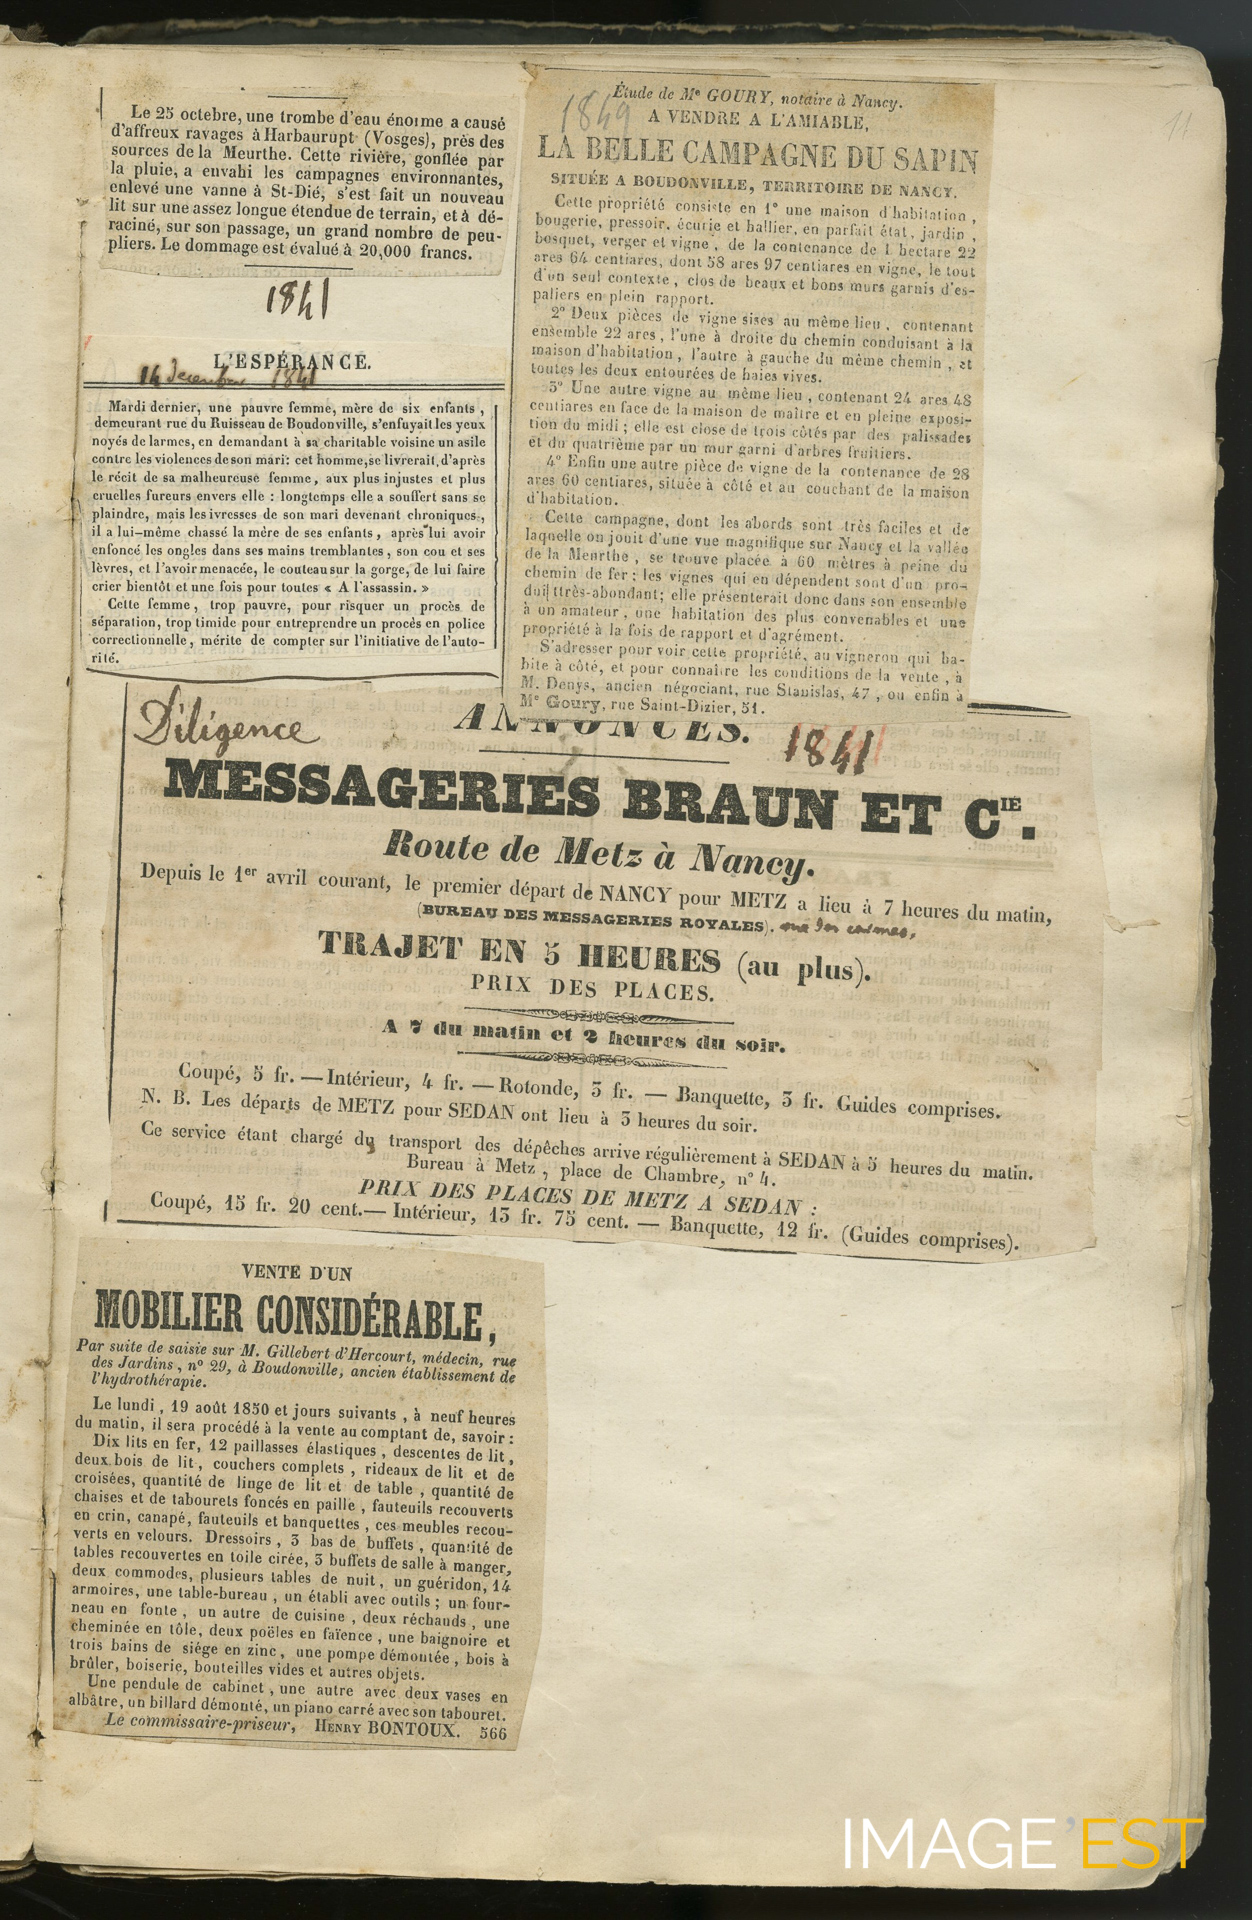 11
Le 25 octobre, une trombe d'eau énorme a causé
d'affreux ravages à Harbaurupt (Vosges), près des
sources de la Meurthe. Cette rivière, gonflée par
la pluie, a envahi les campagnes environnantes,
enlevé une vanne à St-Dié, s'est fait un nouveau
lit sur une assez longue étendue de terrain, et à dé-
raciné, sur son passage, un grand nombre de peu-
pliers. Le dommage est évalué à 20,000 francs.
1841
L'ESPÉRANCE.
14 decembre 1841
Mardi dernier, une pauvre femme, mère de six enfants,
demeurant rue du Ruisseau de Boudonville, s'enfuyait les yeux
noyés de larmes, en demandant à sa charitable voisine un asile
contre les violences de son mari: cet homme, se livrerait, d'après
le récit de sa malheureuse femme, aux plus injustes et plus
cruelles fureurs envers elle : longtemps elle a souffert sans se
plaindre, mais les ivresses de son mari devenant chroniques,
il a lui-même chassé la mère de ses enfants, après lui avoir
enfoncé les ongles dans ses mains tremblantes, son cou et ses
lèvres, et l'avoir menacée, le couteau sur la gorge, de lui faire
crier bientôt et une fois pour toutes « A l'assassin. »
Cette femme, trop pauvre, pour risquer un procès de
séparation, trop timide pour entreprendre un procés en police
correctionnelle, mérite de compter sur l'initiative de l'auto-
rité.
Étude de Me GOURY, notaire à Nancy.
1849
A VENDRE A L'AMIABLE,
LA BELLE CAMPAGNE DU SAPIN
SITUÉE A BOUDONVILLE, TERRITOIRE DE NANCY.
Cette propriété consiste en 1° une maison d'habitation,
bougerie, pressoir, écurie et hallier, en parfait état, jardin,
bosquet, verger et vigne, de la contenance de 1 hectare 22
ares 64 centiares, dont 58 ares 97 centiares en vigne, le tout
d'un seul contexte, clos de beaux et bons murs garnis d'es-
paliers en plein rapport.
2° Deux pièces de vigne sises au même lieu, contenant
ensemble 22 ares, l'une à droite du chemin conduisant à la
maison d'habitation, l'autre à gauche du même chemin, et
toutes les deux entourées de haies vives.
3° Une autre vigne au même lieu, contenant 24 ares 48
centiares en face de la maison de maître et en pleine exposi-
tion du midi; elle est close de trois côtés par des palissades
et du quatrième par un mur garni d'arbres fruitiers.
4° Enfin une autre pièce de vigne de la contenance de 28
ares 60 centiares, située à côté et au couchant de la maison
d'habitation.
Cette campagne, dont les abords sont très faciles et de
laquelle on jouit d'une vue magnifique sur Nancy et la vallée
de la Meurthe, se trouve placée à 60 mètres à peine du
chemin de fer; les vignes qui en dépendent sont d'un pro-
duit très-abondant; elle présenterait donc dans son ensemble
à un amateur, une habitation des plus convenables et une
propriété à la fois de rapport et d'agrément.
S'adresser pour voir cette propriété, au vigneron qui ha-
bite à côté, et pour connaître les conditions de la vente, à
M. Denys, ancien négociant, rue Stanislas, 47, ou enfin à
Me Goury, rue Saint-Dizier, 51.
Diligence
ANNONCES.
1841
MESSAGERIES BRAUN ET CIE.
Route de Metz à Nancy.
Depuis le 1er avril courant, le premier départ de NANCY pour METZ a lieu à 7 heures du matin,
(BUREAU DES MESSAGERIES ROYALES). rue des carmes,
TRAJET EN 5 HEURES (au plus).
PRIX DES PLACES.
A 7 du matin et 2 heures du soir.
Coupé, 5 fr. — Intérieur, 4 fr. — Rotonde, 3 fr. — Banquette, 3 fr. Guides comprises.
N. B. Les départs de METZ pour SEDAN ont lieu à 3 heures du soir.
Ce service étant chargé du transport des dépêches arrive régulièrement à SEDAN à 5 heures du matin.
Bureau à Metz, place de Chambre, n° 4.
PRIX DES PLACES DE METZ A SEDAN :
Coupé, 15 fr. 20 cent. — Intérieur, 13 fr. 75 cent. — Banquette, 12 fr. (Guides comprises).
VENTE D'UN
MOBILIER CONSIDÉRABLE,
Par suite de saisie sur M. Gillebert d'Hercourt, médecin, rue
des Jardins, n° 29, à Boudonville, ancien établissement de
l'hydrothérapie.
Le lundi, 19 août 1850 et jours suivants, à neuf heures
du matin, il sera procédé à la vente au comptant de, savoir :
Dix lits en fer, 12 paillasses élastiques, descentes de lit,
deux bois de lit, couchers complets, rideaux de lit et de
croisées, quantité de linge de lit et de table, quantité de
chaises et de tabourets foncés en paille, fauteuils recouverts
en crin, canapé, fauteuils et banquettes, ces meubles recou-
verts en velours. Dressoirs, 3 bas de buffets, quantité de
tables recouvertes en toile cirée, 3 buffets de salle à manger,
deux commodes, plusieurs tables de nuit, un guéridon, 14
armoires, une table-bureau, un établi avec outils; un four-
neau en fonte, un autre de cuisine, deux réchauds, une
cheminée en tôle, deux poëles en faïence, une baignoire et
trois bains de siége en zinc, une pompe démontée, bois à
brûler, boiserie, bouteilles vides et autres objets.
Une pendule de cabinet, une autre avec deux vases en
albâtre, un billard démonté, un piano carré avec son tabouret.
Le commissaire-priseur, HENRY BONTOUX. 566
IMAGE'EST